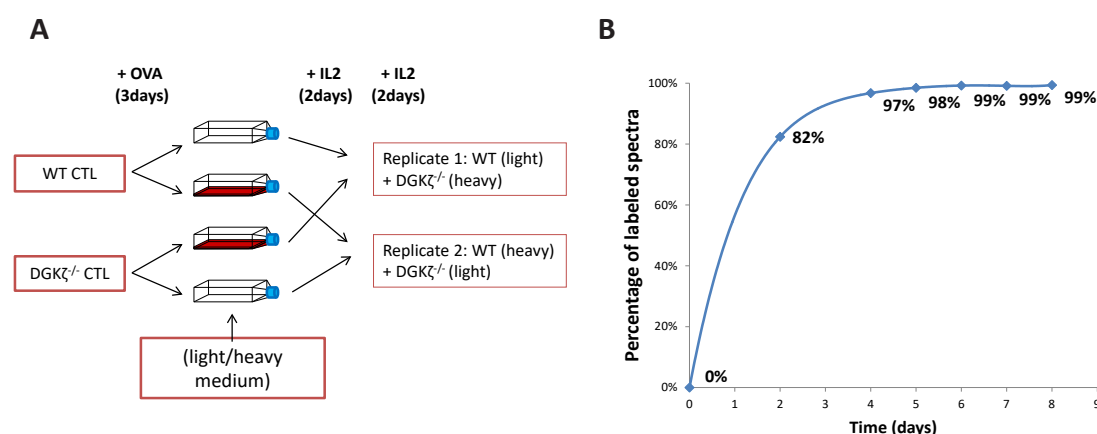 A
+ OVA
(3days)
+ IL2
(2days)
+ IL2
(2days)
WT CTL
DGKζ-/- CTL
Replicate 1: WT (light)
+ DGKζ-/- (heavy)
Replicate 2: WT (heavy)
+ DGKζ-/- (light)
(light/heavy
medium)
B
Percentage of labeled spectra
100%
80%
60%
40%
20%
0%
0%
82%
97%
98%
99%
99%
99%
0 1 2 3 4 5 6 7 8 9
Time (days)